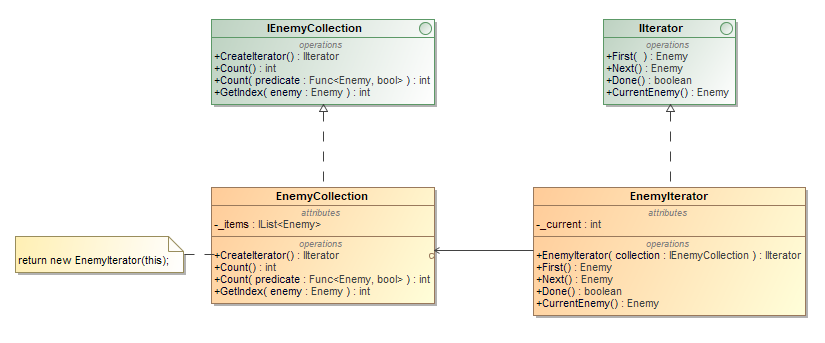 IEnemyCollection
operations
+CreateIterator() : IIterator
+Count() : int
+Count( predicate : Func<Enemy, bool> ) : int
+GetIndex( enemy : Enemy ) : int
IIterator
operations
+First(  ) : Enemy
+Next() : Enemy
+Done() : boolean
+CurrentEnemy() : Enemy
EnemyCollection
attributes
-_items : IList<Enemy>
operations
+CreateIterator() : IIterator
+Count() : int
+Count( predicate : Func<Enemy, bool> ) : int
+GetIndex( enemy : Enemy ) : int
c
EnemyIterator
attributes
-_current : int
operations
+EnemyIterator( collection : IEnemyCollection ) : IIterator
+First() : Enemy
+Next() : Enemy
+Done() : boolean
+CurrentEnemy() : Enemy
return new EnemyIterator(this);